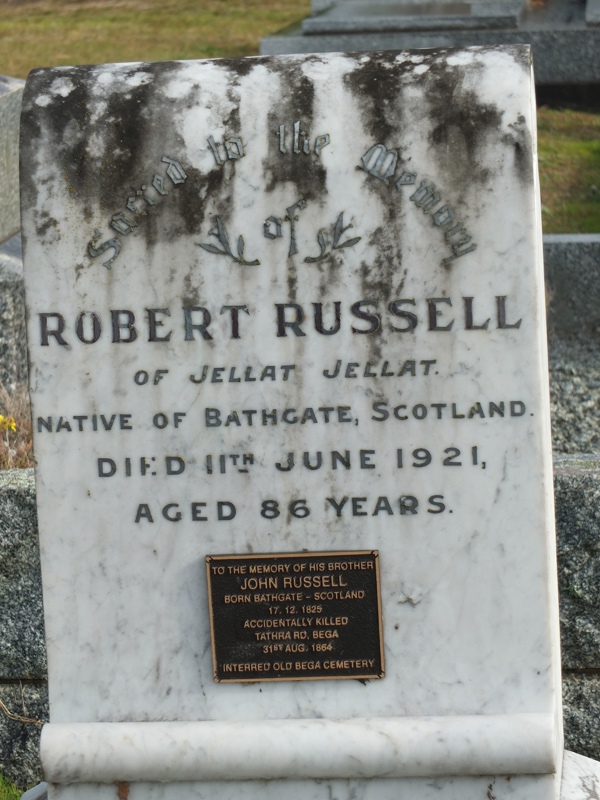 Sacred to the Memory
of
ROBERT RUSSELL
OF JELLAT JELLAT.
NATIVE OF BATHGATE, SCOTLAND.
DIED 11TH JUNE 1921,
AGED 86 YEARS.
TO THE MEMORY OF HIS BROTHER
JOHN RUSSELL
BORN BATHGATE - SCOTLAND
17. 12. 1825
ACCIDENTALLY KILLED
TATHRA RD, BEGA
31ST AUG. 1864
INTERRED OLD BEGA CEMETERY